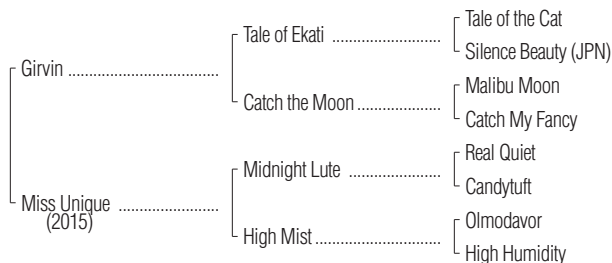 Tale of the Cat
Tale of Ekati ........................
Silence Beauty (JPN)
Girvin ..................................
Malibu Moon
Catch the Moon ..................
Catch My Fancy
Real Quiet
Midnight Lute ....................
Candytuft
Miss Unique ......................
(2015)
Olmodavor
High Mist ...........................
High Humidity